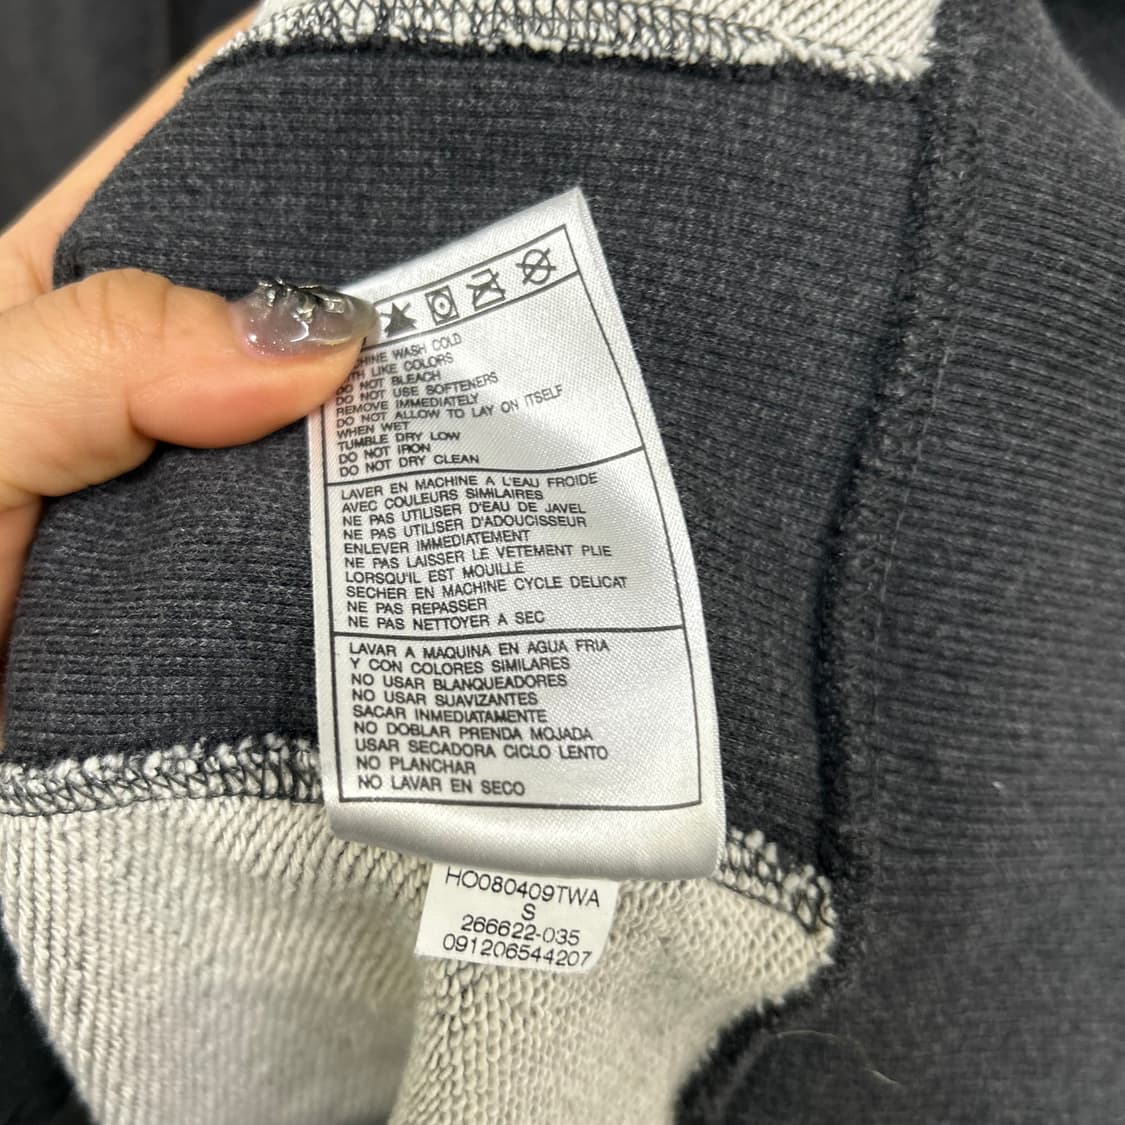 CHINE WASH COLD
TH LIKE COLORS
DO NOT BLEACH
DO NOT USE SOFTENERS
REMOVE IMMEDIATELY
DO NOT ALLOW TO LAY ON ITSELF
WHEN WET
TUMBLE DRY LOW
DO NOT IRON
DO NOT DRY CLEAN
LAVER EN MACHINE A L'EAU FROIDE
AVEC COULEURS SIMILAIRES
NE PAS UTILISER D'EAU DE JAVEL
NE PAS UTILISER D'ADOUCISSEUR
ENLEVER IMMEDIATEMENT
NE PAS LAISSER LE VETEMENT PLIE
LORSQU'IL EST MOUILLE
SECHER EN MACHINE CYCLE DELICAT
NE PAS REPASSER
NE PAS NETTOYER A SEC
LAVAR A MAQUINA EN AGUA FRIA
Y CON COLORES SIMILARES
NO USAR BLANQUEADORES
NO USAR SUAVIZANTES
SACAR INMEDIATAMENTE
NO DOBLAR PRENDA MOJADA
USAR SECADORA CICLO LENTO
NO PLANCHAR
NO LAVAR EN SECO
HO080409TWA
S
266622-035
091206544207